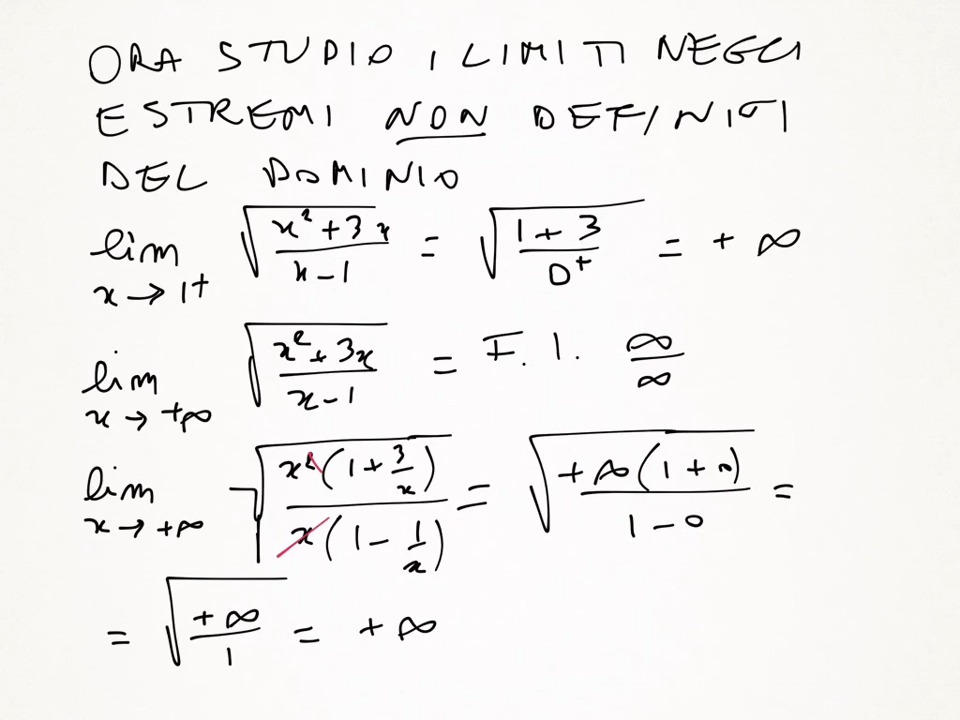 ORA STUDIO I LIMITI NEGLI
ESTREMI NON DEFINITI
DEL DOMINIO
lim x→1⁺ √((x²+3x)/(x-1)) = √((1+3)/0⁺) = +∞
lim x→+∞ √((x²+3x)/(x-1)) = F.I. ∞/∞
lim x→+∞ √((x²(1+3/x))/(x(1-1/x))) = √((+∞(1+0))/(1-0)) =
= √((+∞)/1) = +∞